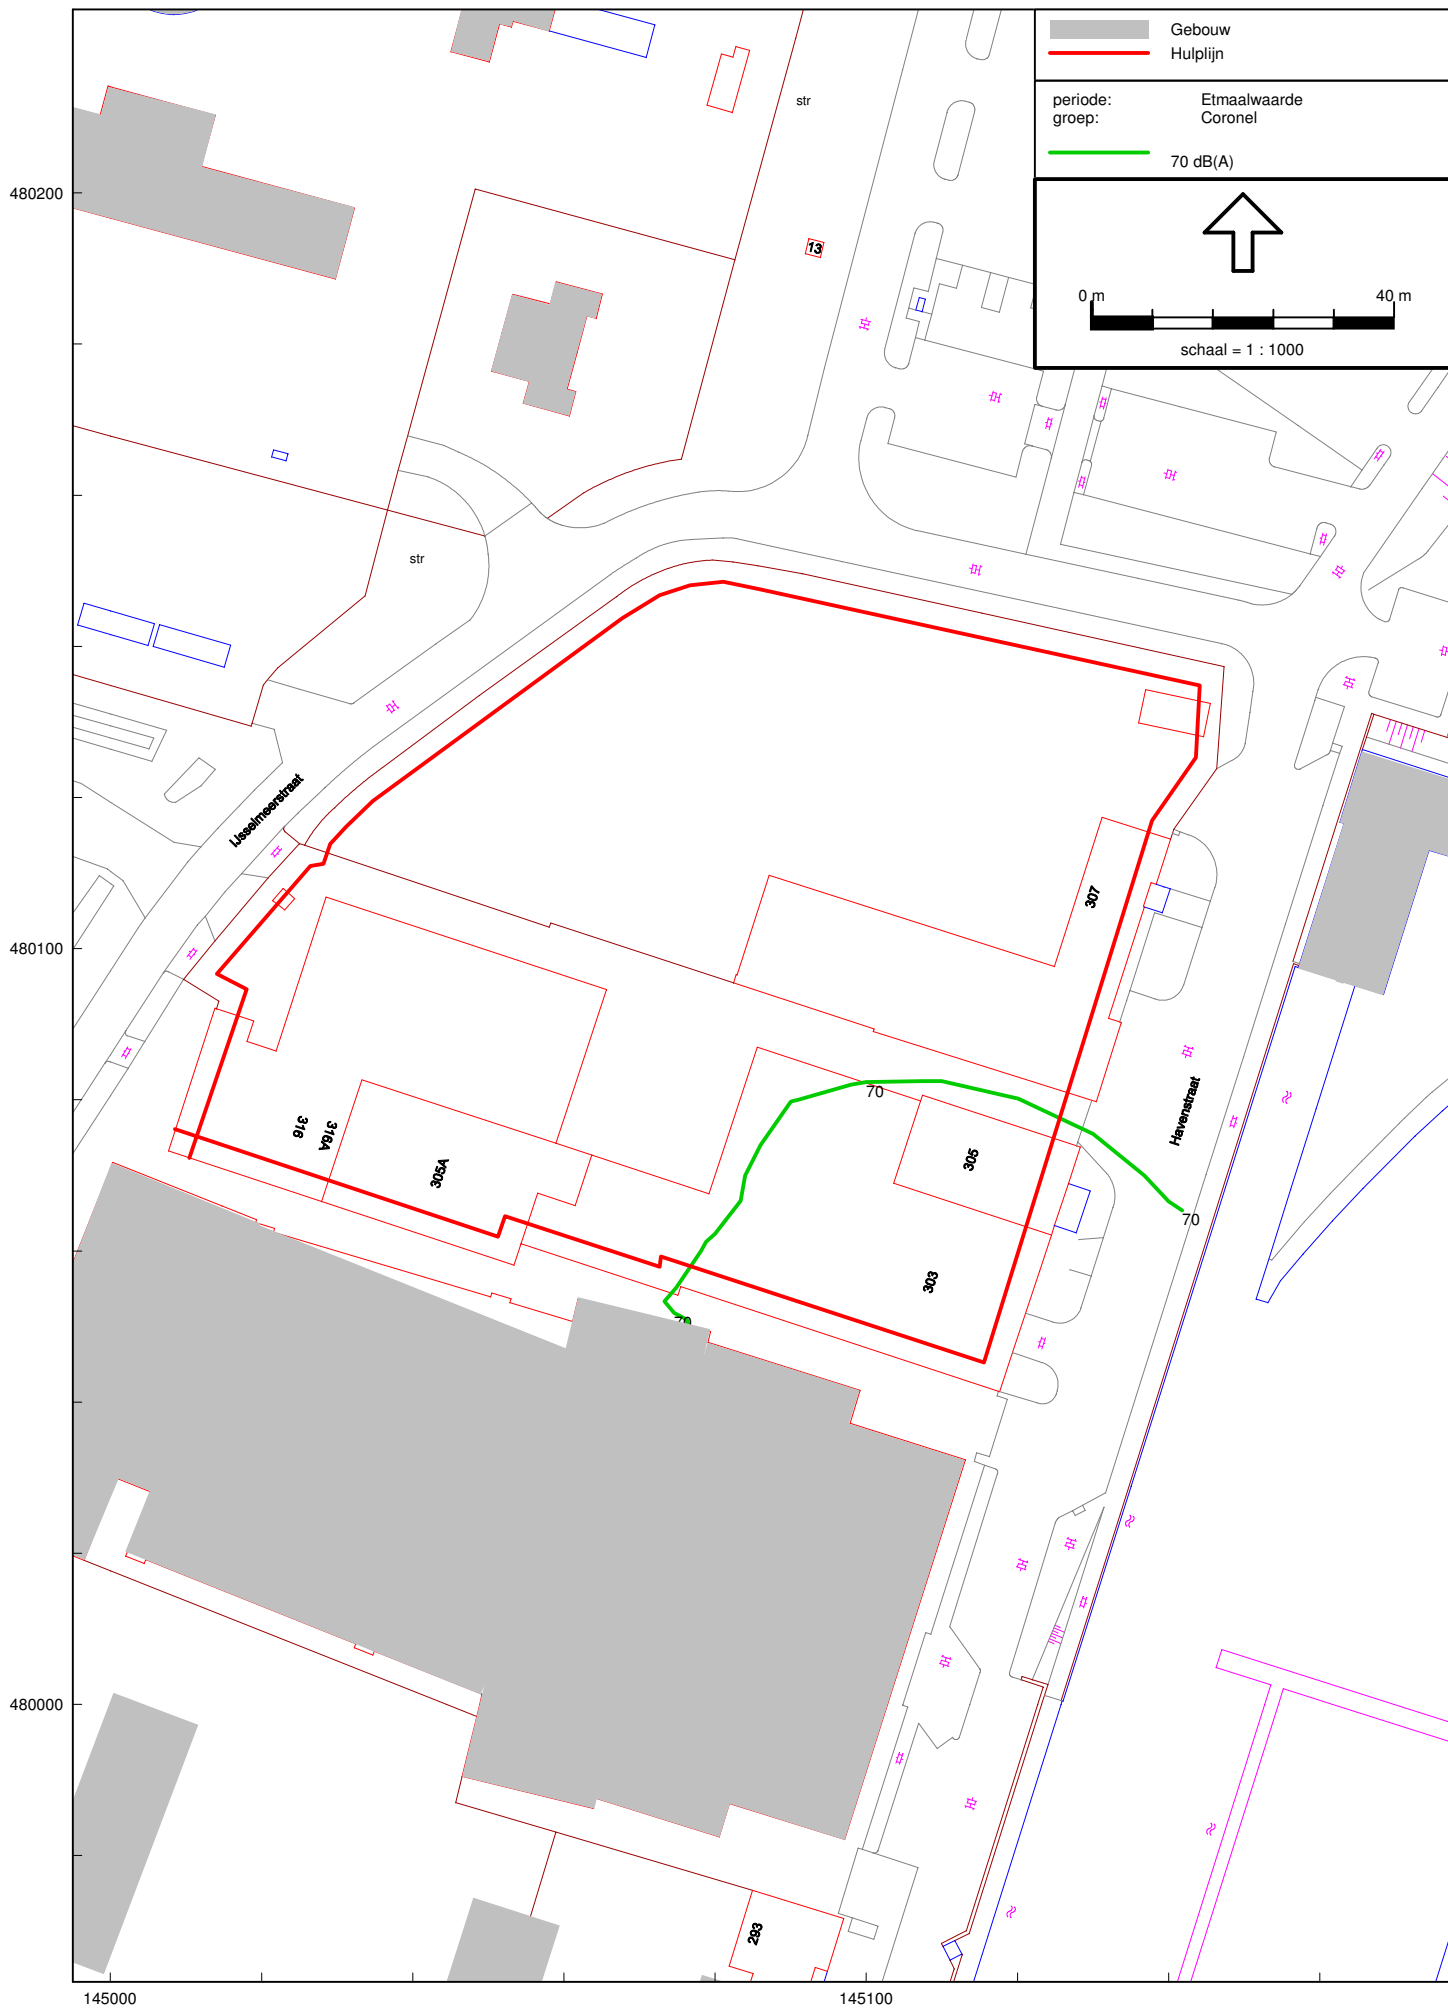 Gebouw
Hulplijn
periode: Etmaalwaarde
groep: Coronel
70 dB(A)
0 m 40 m
schaal = 1 : 1000
str
480200
13
str
IJsselmeerstraat
307
480100
70
Havenstraat
316
316A
305A
305
70
303
70
480000
293
145000 145100